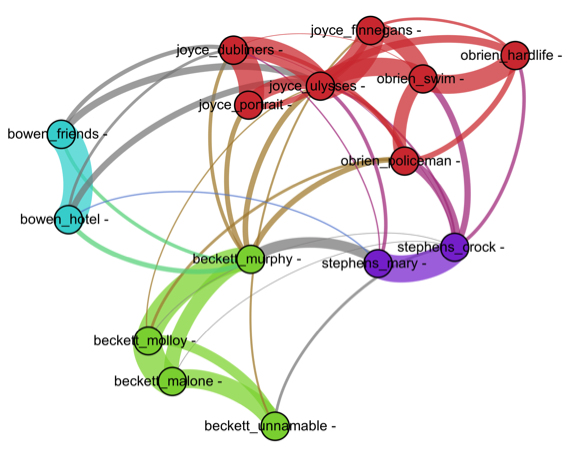 joyce_finnegans -
joyce_dubliners -
obrien_hardlife -
joyce_ulysses -
obrien_swim -
joyce_portrait -
bowen_friends -
obrien_policeman -
bowen_hotel -
stephens_crock -
beckett_murphy -
stephens_mary -
beckett_molloy -
beckett_malone -
beckett_unnamable -